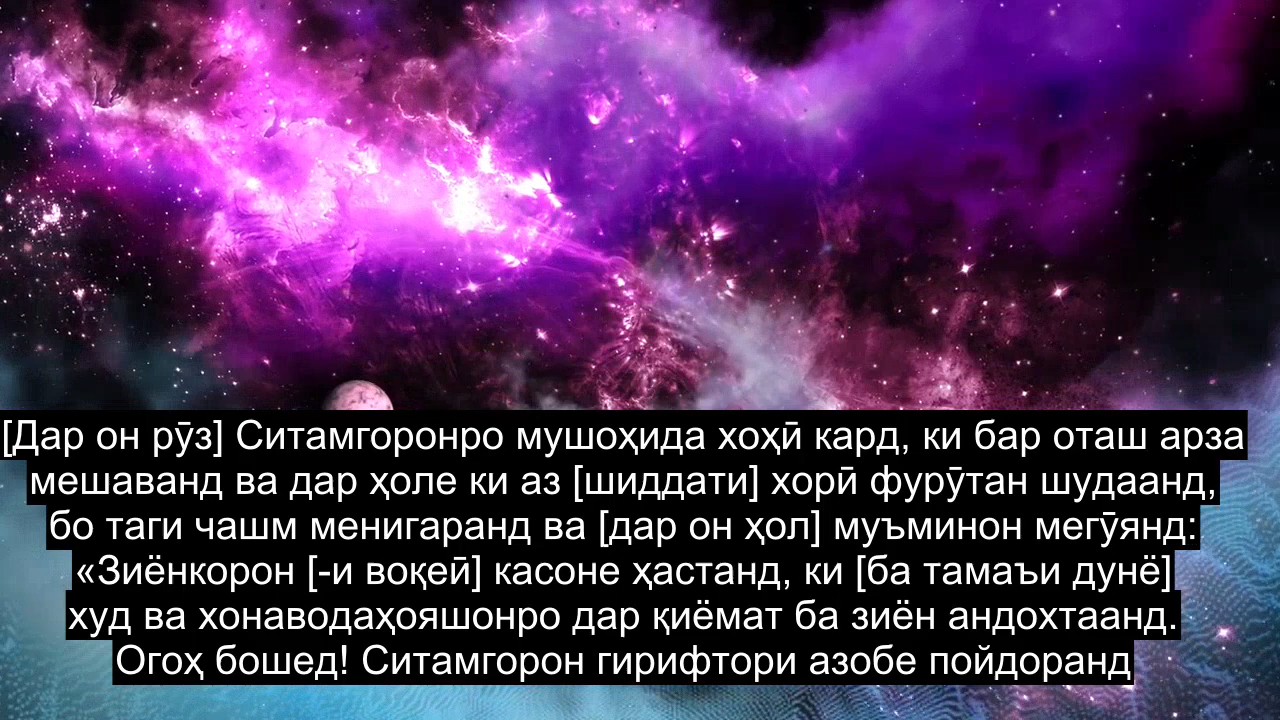 [Дар он рӯз] Ситамгоронро мушоҳида хоҳӣ кард, ки бар оташ арза
мешаванд ва дар ҳоле ки аз [шиддати] хорӣ фурӯтан шудаанд,
бо таги чашм менигаранд ва [дар он ҳол] муъминон мегӯянд:
«Зиёнкорон [-и воқеӣ] касоне ҳастанд, ки [ба тамаъи дунё]
худ ва хонаводаҳояшонро дар қиёмат ба зиён андохтаанд.
Огоҳ бошед! Ситамгорон гирифтори азобе пойдоранд